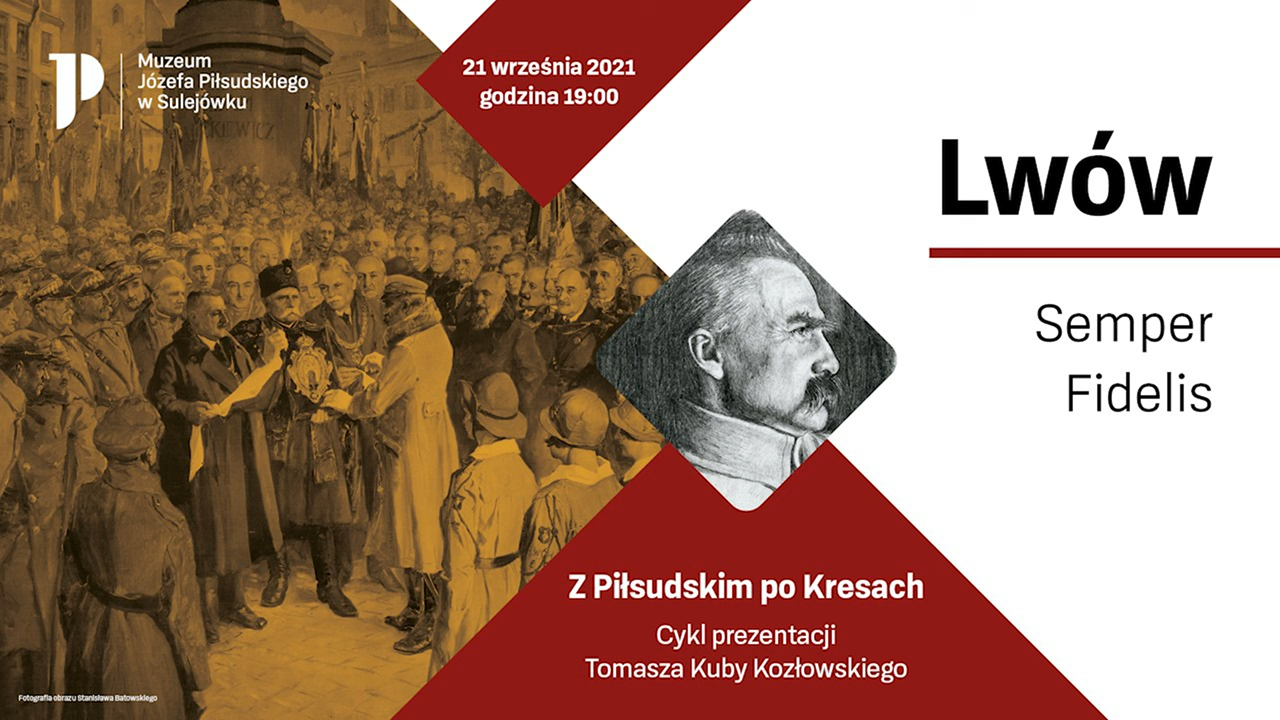 Muzeum
Józefa Piłsudskiego
w Sulejówku
21 września 2021
godzina 19:00
Lwów
Semper
Fidelis
Z Piłsudskim po Kresach
Cykl prezentacji
Tomasza Kuby Kozłowskiego
Fotografia obrazu Stanisława Batowskiego